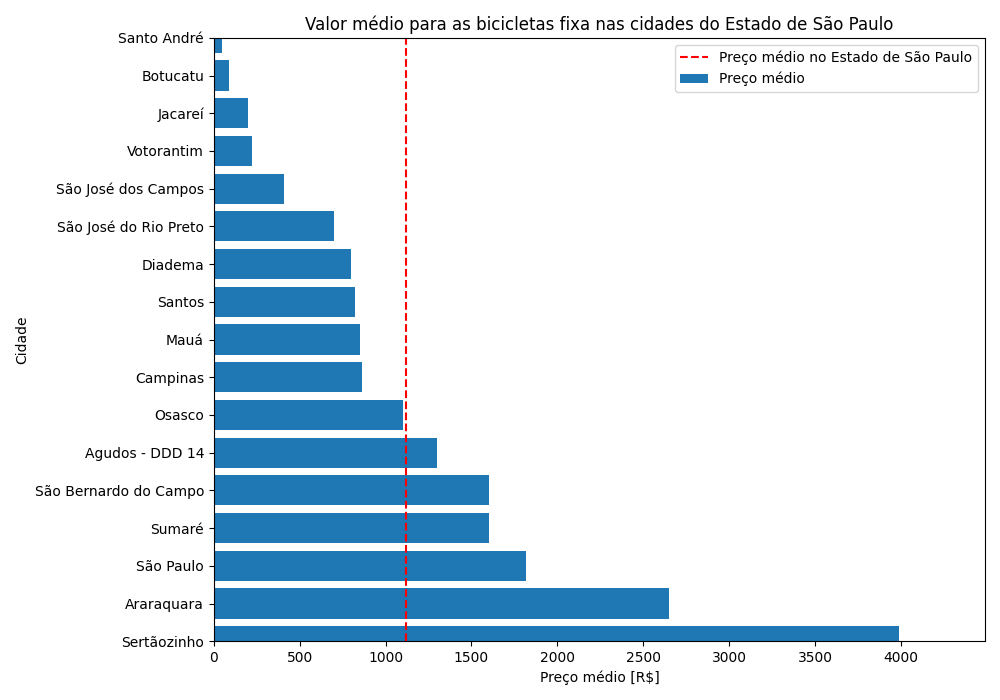 Valor médio para as bicicletas fixa nas cidades do Estado de São Paulo
Preço médio no Estado de São Paulo
Preço médio
Cidade
Santo André
Botucatu
Jacareí
Votorantim
São José dos Campos
São José do Rio Preto
Diadema
Santos
Mauá
Campinas
Osasco
Agudos - DDD 14
São Bernardo do Campo
Sumaré
São Paulo
Araraquara
Sertãozinho
0 500 1000 1500 2000 2500 3000 3500 4000
Preço médio [R$]